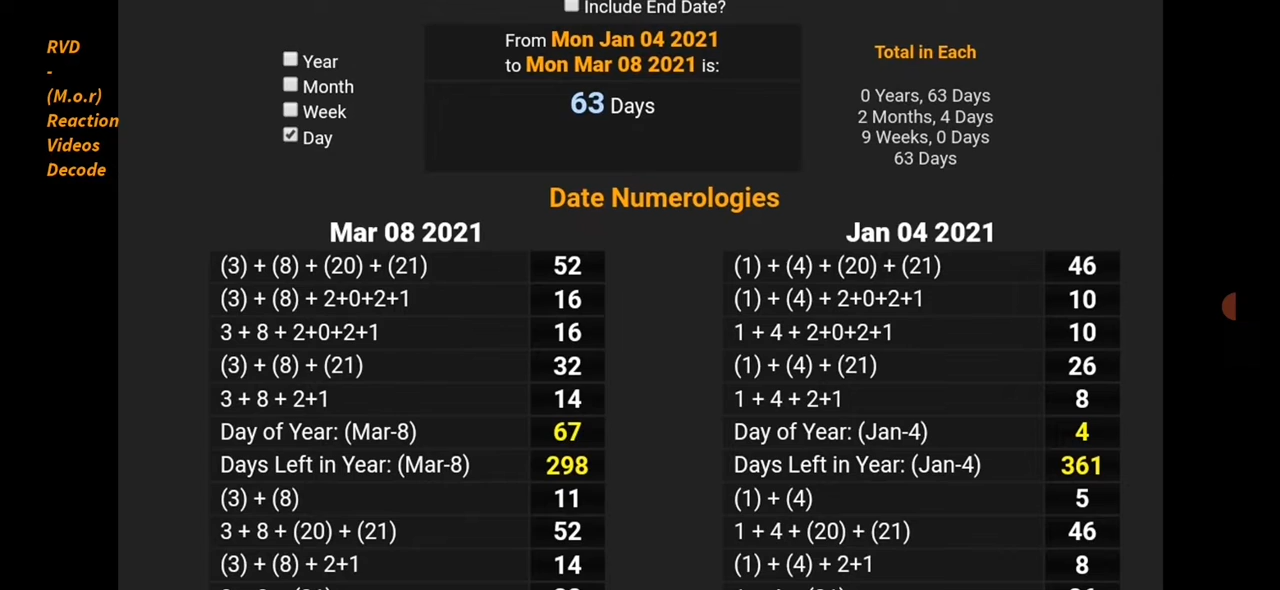 Include End Date?
RVD
-
(M.o.r)
Reaction
Videos
Decode
Year
Month
Week
Day
From Mon Jan 04 2021
to Mon Mar 08 2021 is:
63 Days
Total in Each
0 Years, 63 Days
2 Months, 4 Days
9 Weeks, 0 Days
63 Days
Date Numerologies
Mar 08 2021
(3) + (8) + (20) + (21) 52
(3) + (8) + 2+0+2+1 16
3 + 8 + 2+0+2+1 16
(3) + (8) + (21) 32
3 + 8 + 2+1 14
Day of Year: (Mar-8) 67
Days Left in Year: (Mar-8) 298
(3) + (8) 11
3 + 8 + (20) + (21) 52
(3) + (8) + 2+1 14
Jan 04 2021
(1) + (4) + (20) + (21) 46
(1) + (4) + 2+0+2+1 10
1 + 4 + 2+0+2+1 10
(1) + (4) + (21) 26
1 + 4 + 2+1 8
Day of Year: (Jan-4) 4
Days Left in Year: (Jan-4) 361
(1) + (4) 5
1 + 4 + (20) + (21) 46
(1) + (4) + 2+1 8